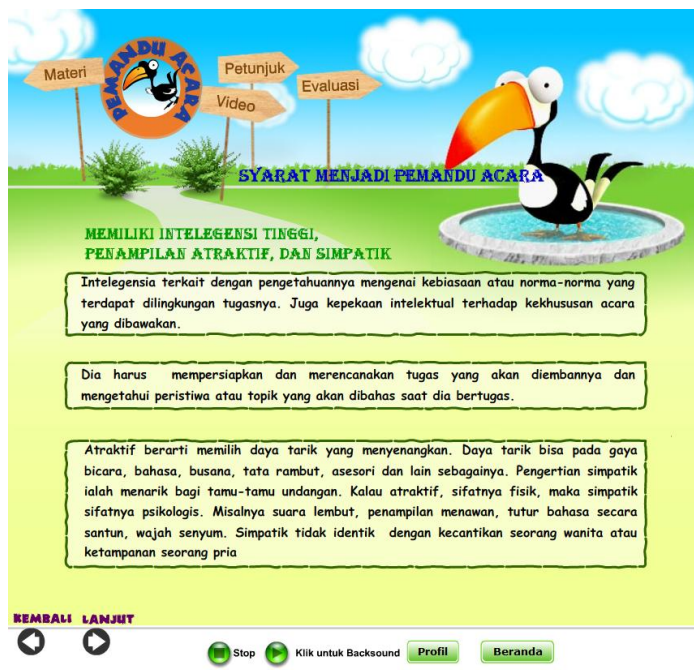 Materi
PEMANDU ACARA
Petunjuk
Video
Evaluasi
SYARAT MENJADI PEMANDU ACARA
MEMILIKI INTELEGENSI TINGGI,
PENAMPILAN ATRAKTIF, DAN SIMPATIK
Intelegensia terkait dengan pengetahuannya mengenai kebiasaan atau norma-norma yang
terdapat dilingkungan tugasnya. Juga kepekaan intelektual terhadap kekhususan acara
yang dibawakan.
Dia harus mempersiapkan dan merencanakan tugas yang akan diembannya dan
mengetahui peristiwa atau topik yang akan dibahas saat dia bertugas.
Atraktif berarti memilih daya tarik yang menyenangkan. Daya tarik bisa pada gaya
bicara, bahasa, busana, tata rambut, asesori dan lain sebagainya. Pengertian simpatik
ialah menarik bagi tamu-tamu undangan. Kalau atraktif, sifatnya fisik, maka simpatik
sifatnya psikologis. Misalnya suara lembut, penampilan menawan, tutur bahasa secara
santun, wajah senyum. Simpatik tidak identik dengan kecantikan seorang wanita atau
ketampanan seorang pria
KEMBALI LANJUT
Stop Klik untuk Backsound Profil Beranda